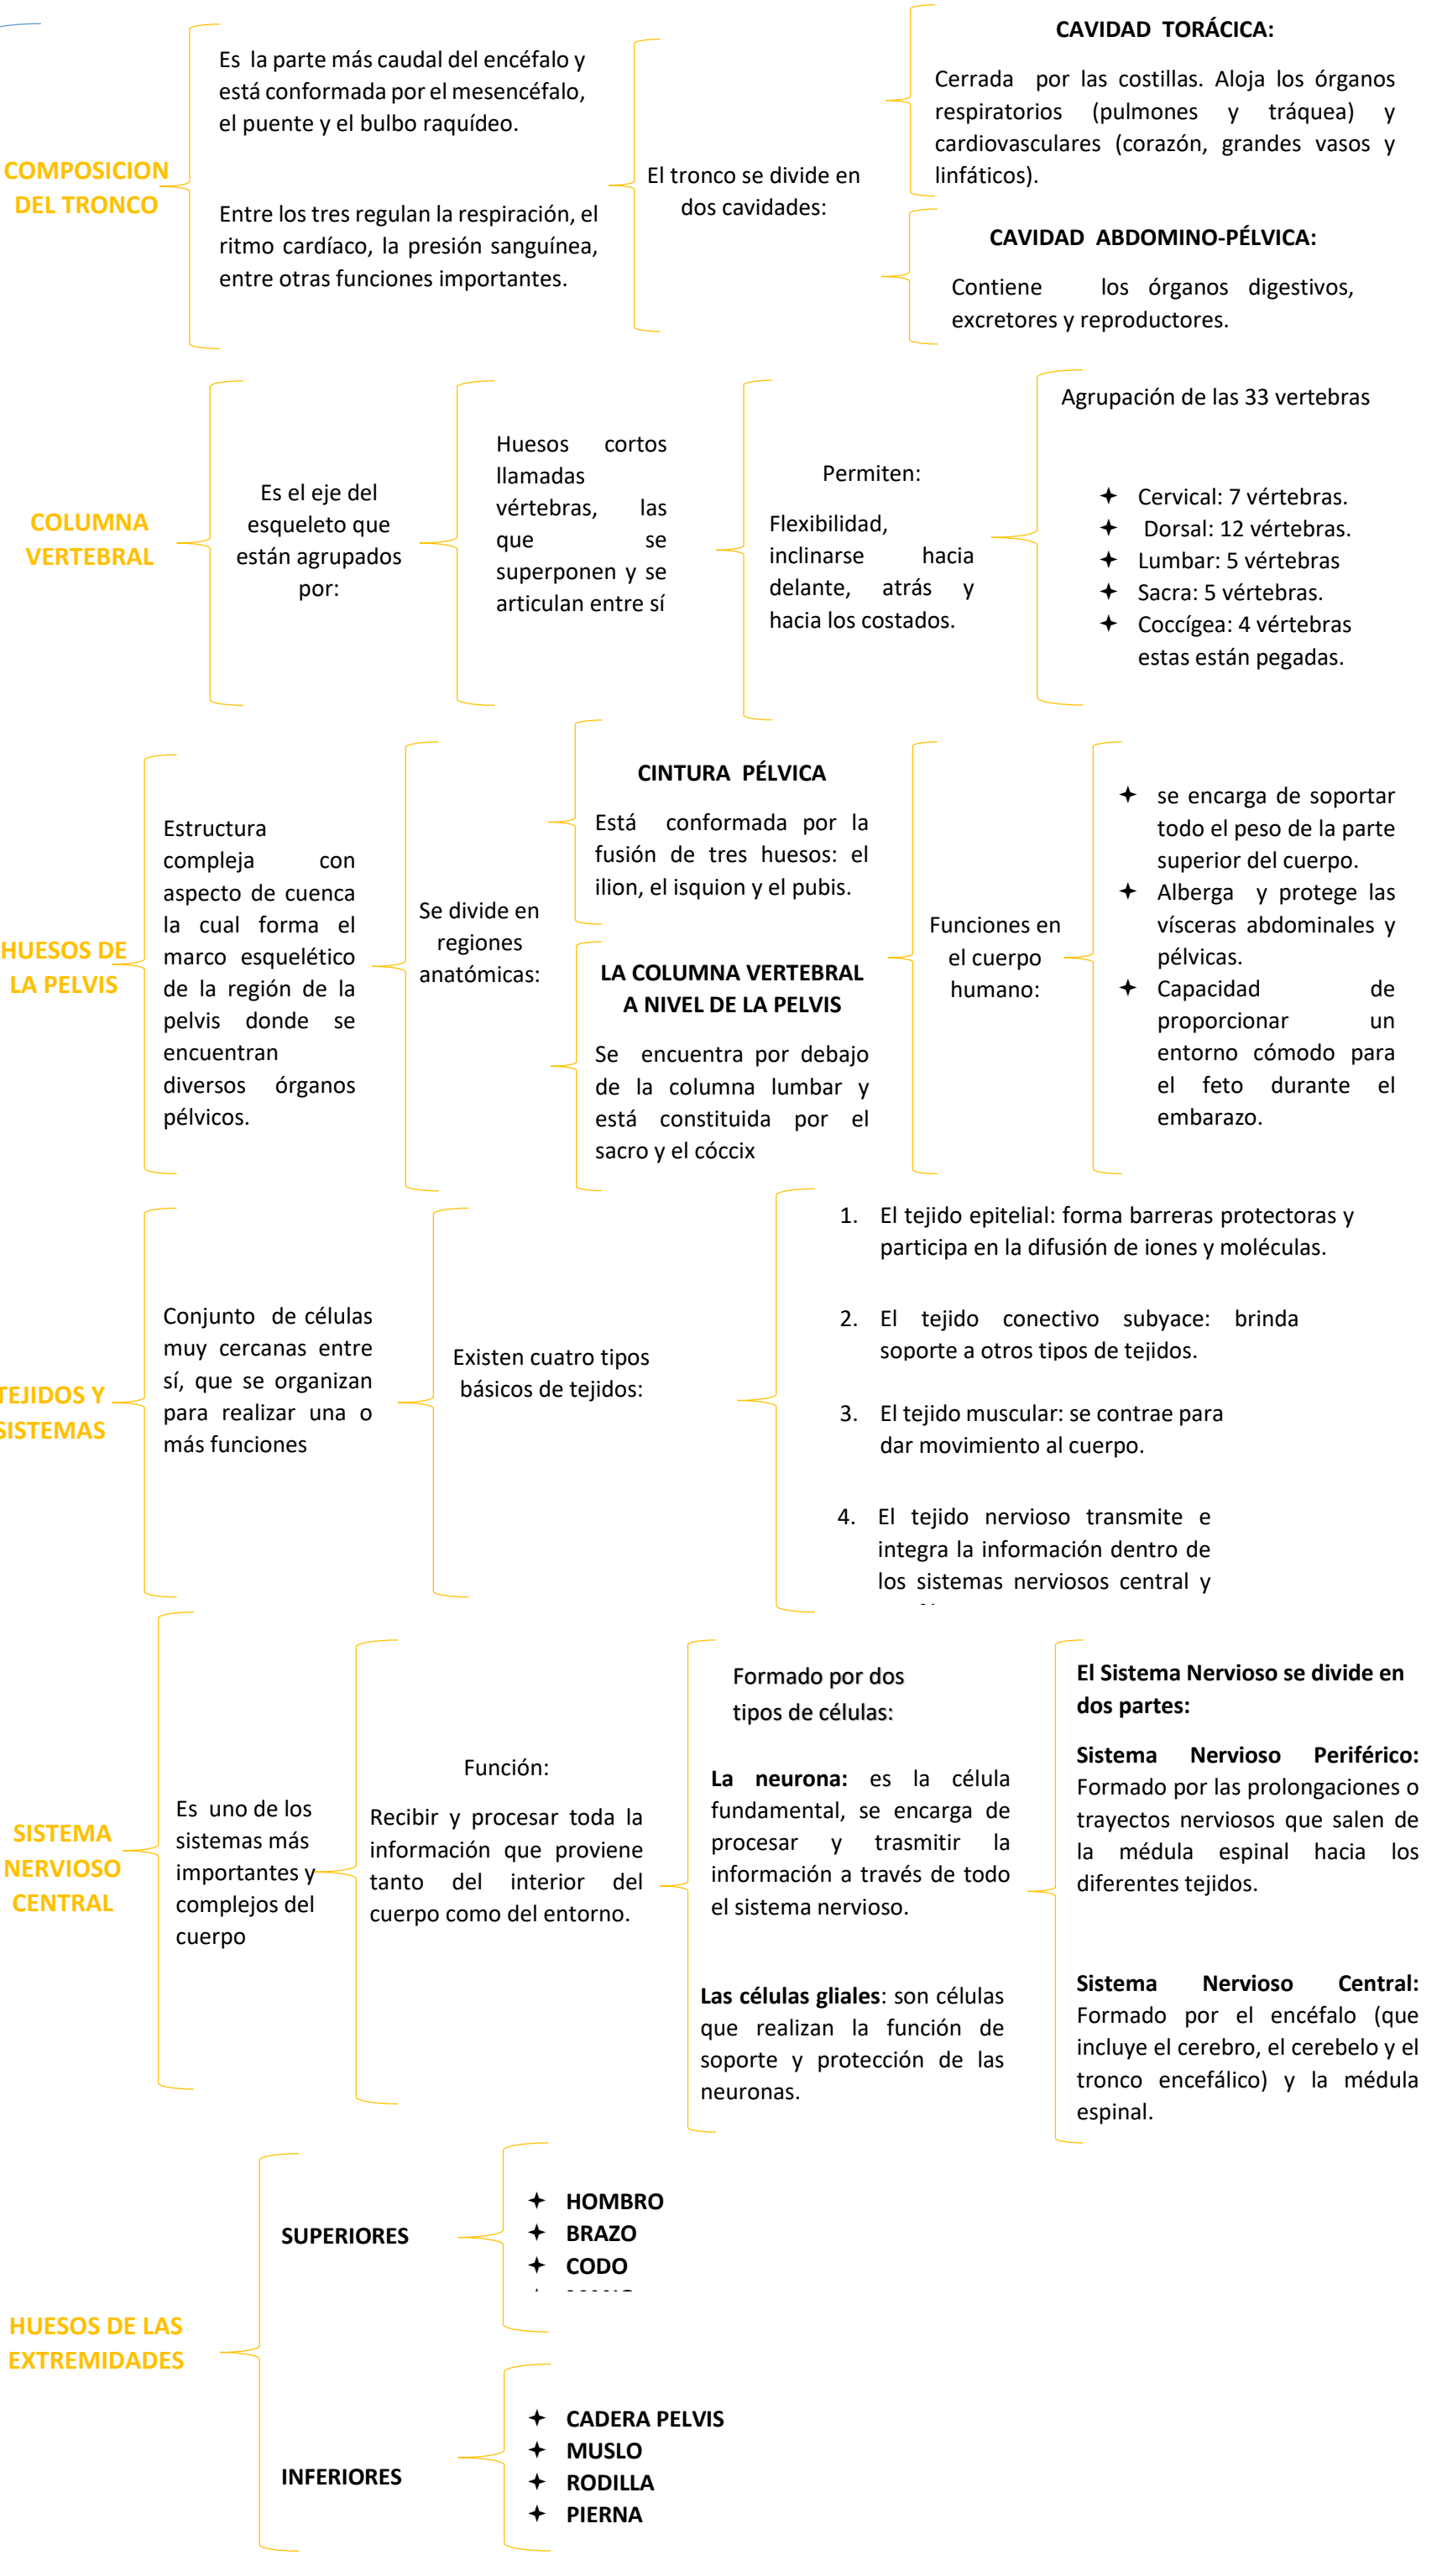 COMPOSICION
DEL TRONCO
Es la parte más caudal del encéfalo y
está conformada por el mesencéfalo,
el puente y el bulbo raquídeo.
Entre los tres regulan la respiración, el
ritmo cardíaco, la presión sanguínea,
entre otras funciones importantes.
El tronco se divide en
dos cavidades:
CAVIDAD TORÁCICA:
Cerrada por las costillas. Aloja los órganos
respiratorios (pulmones y tráquea) y
cardiovasculares (corazón, grandes vasos y
linfáticos).
CAVIDAD ABDOMINO-PÉLVICA:
Contiene los órganos digestivos,
excretores y reproductores.
COLUMNA
VERTEBRAL
Es el eje del
esqueleto que
están agrupados
por:
Huesos cortos
llamadas
vértebras, las
que se
superponen y se
articulan entre sí
Permiten:
Flexibilidad,
inclinarse hacia
delante, atrás y
hacia los costados.
Agrupación de las 33 vertebras
✦ Cervical: 7 vértebras.
✦ Dorsal: 12 vértebras.
✦ Lumbar: 5 vértebras
✦ Sacra: 5 vértebras.
✦ Coccígea: 4 vértebras
estas están pegadas.
HUESOS DE
LA PELVIS
Estructura
compleja con
aspecto de cuenca
la cual forma el
marco esquelético
de la región de la
pelvis donde se
encuentran
diversos órganos
pélvicos.
Se divide en
regiones
anatómicas:
CINTURA PÉLVICA
Está conformada por la
fusión de tres huesos: el
ilion, el isquion y el pubis.
LA COLUMNA VERTEBRAL
A NIVEL DE LA PELVIS
Se encuentra por debajo
de la columna lumbar y
está constituida por el
sacro y el cóccix
Funciones en
el cuerpo
humano:
✦ se encarga de soportar
todo el peso de la parte
superior del cuerpo.
✦ Alberga y protege las
vísceras abdominales y
pélvicas.
✦ Capacidad de
proporcionar un
entorno cómodo para
el feto durante el
embarazo.
TEJIDOS Y
SISTEMAS
Conjunto de células
muy cercanas entre
sí, que se organizan
para realizar una o
más funciones
Existen cuatro tipos
básicos de tejidos:
1. El tejido epitelial: forma barreras protectoras y
participa en la difusión de iones y moléculas.
2. El tejido conectivo subyace: brinda
soporte a otros tipos de tejidos.
3. El tejido muscular: se contrae para
dar movimiento al cuerpo.
4. El tejido nervioso transmite e
integra la información dentro de
los sistemas nerviosos central y
SISTEMA
NERVIOSO
CENTRAL
Es uno de los
sistemas más
importantes y
complejos del
cuerpo
Función:
Recibir y procesar toda la
información que proviene
tanto del interior del
cuerpo como del entorno.
Formado por dos
tipos de células:
La neurona: es la célula
fundamental, se encarga de
procesar y trasmitir la
información a través de todo
el sistema nervioso.
Las células gliales: son células
que realizan la función de
soporte y protección de las
neuronas.
El Sistema Nervioso se divide en
dos partes:
Sistema Nervioso Periférico:
Formado por las prolongaciones o
trayectos nerviosos que salen de
la médula espinal hacia los
diferentes tejidos.
Sistema Nervioso Central:
Formado por el encéfalo (que
incluye el cerebro, el cerebelo y el
tronco encefálico) y la médula
espinal.
HUESOS DE LAS
EXTREMIDADES
SUPERIORES
✦ HOMBRO
✦ BRAZO
✦ CODO
INFERIORES
✦ CADERA PELVIS
✦ MUSLO
✦ RODILLA
✦ PIERNA